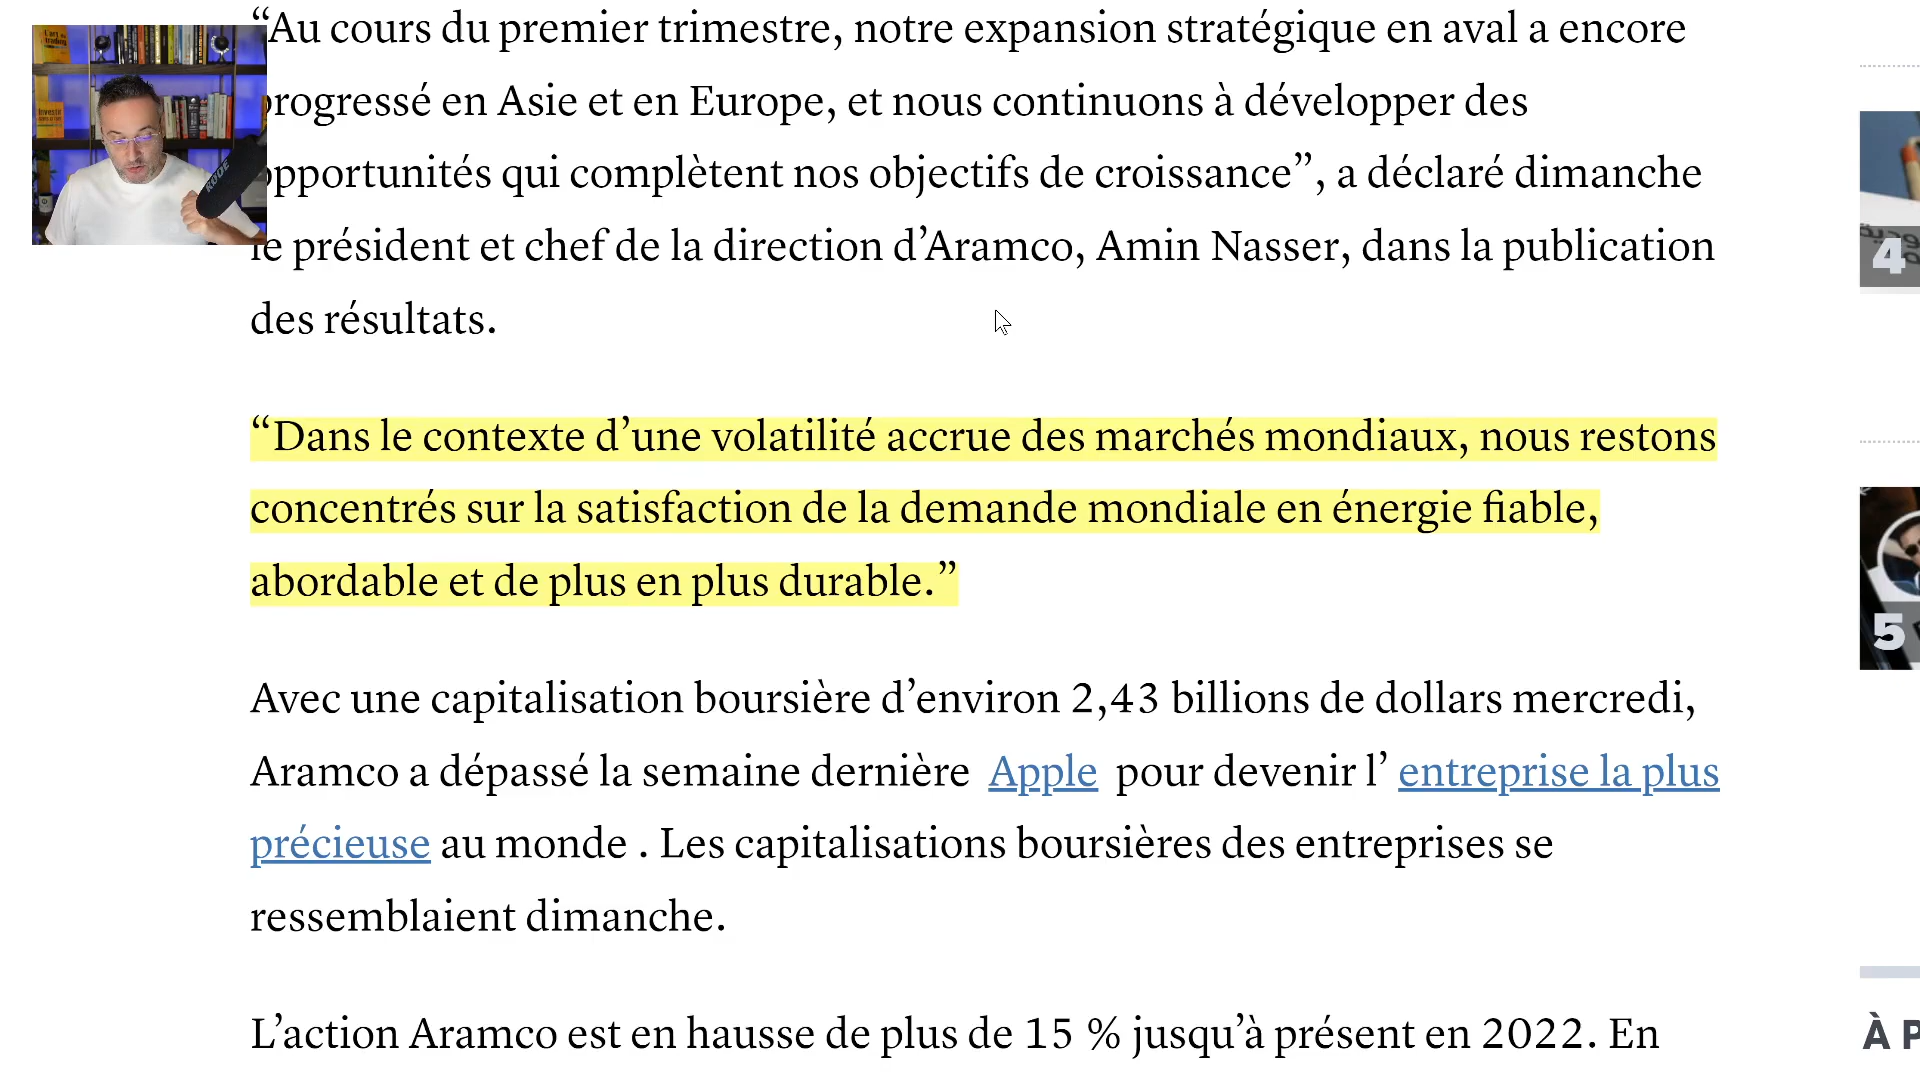 “Au cours du premier trimestre, notre expansion stratégique en aval a encore
progressé en Asie et en Europe, et nous continuons à développer des
opportunités qui complètent nos objectifs de croissance”, a déclaré dimanche
le président et chef de la direction d’Aramco, Amin Nasser, dans la publication
des résultats.
“Dans le contexte d’une volatilité accrue des marchés mondiaux, nous restons
concentrés sur la satisfaction de la demande mondiale en énergie fiable,
abordable et de plus en plus durable.”
Avec une capitalisation boursière d’environ 2,43 billions de dollars mercredi,
Aramco a dépassé la semaine dernière Apple pour devenir l’ entreprise la plus
précieuse au monde . Les capitalisations boursières des entreprises se
ressemblaient dimanche.
L’action Aramco est en hausse de plus de 15 % jusqu’à présent en 2022. En
RODE
4
5
À P